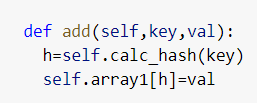 def add(self,key,val):
  h=self.calc_hash(key)
  self.array1[h]=val